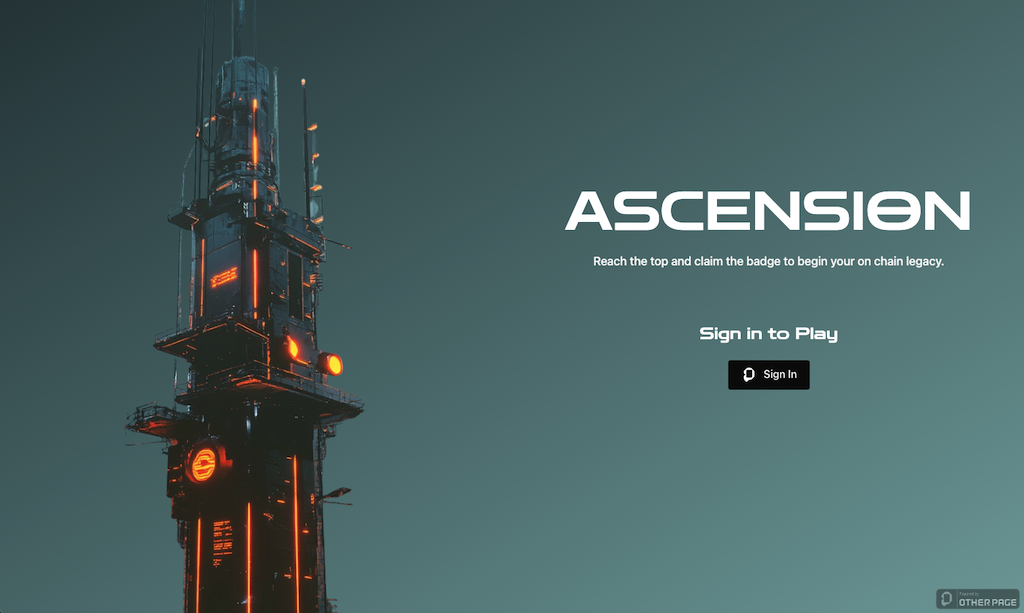 ASCENSION
Reach the top and claim the badge to begin your on chain legacy.
Sign in to Play
Sign In
Powered by
OTHER PAGE